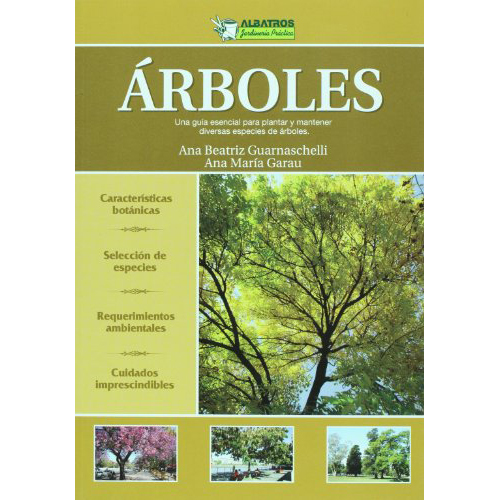 ALBATROS
Jardinería Práctica
ÁRBOLES
Una guía esencial para plantar y mantener
diversas especies de árboles.
Ana Beatriz Guarnaschelli
Ana María Garau
Características
botánicas
Selección de
especies
Requerimientos
ambientales
Cuidados
imprescindibles